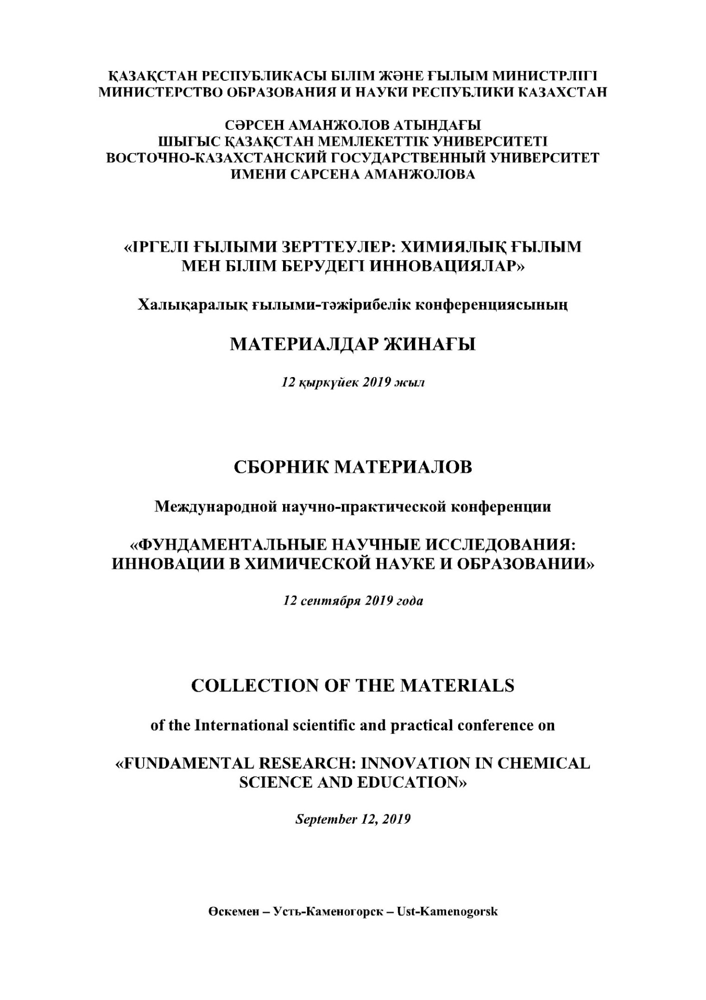 ҚАЗАҚСТАН РЕСПУБЛИКАСЫ БІЛІМ ЖӘНЕ ҒЫЛЫМ МИНИСТРЛІГІ
МИНИСТЕРСТВО ОБРАЗОВАНИЯ И НАУКИ РЕСПУБЛИКИ КАЗАХСТАН
СӘРСЕН АМАНЖОЛОВ АТЫНДАҒЫ
ШЫҒЫС ҚАЗАҚСТАН МЕМЛЕКЕТТІК УНИВЕРСИТЕТІ
ВОСТОЧНО-КАЗАХСТАНСКИЙ ГОСУДАРСТВЕННЫЙ УНИВЕРСИТЕТ
ИМЕНИ САРСЕНА АМАНЖОЛОВА
«ІРГЕЛІ ҒЫЛЫМИ ЗЕРТТЕУЛЕР: ХИМИЯЛЫҚ ҒЫЛЫМ
МЕН БІЛІМ БЕРУДЕГІ ИННОВАЦИЯЛАР»
Халықаралық ғылыми-тәжірибелік конференциясының
МАТЕРИАЛДАР ЖИНАҒЫ
12 қыркүйек 2019 жыл
СБОРНИК МАТЕРИАЛОВ
Международной научно-практической конференции
«ФУНДАМЕНТАЛЬНЫЕ НАУЧНЫЕ ИССЛЕДОВАНИЯ:
ИННОВАЦИИ В ХИМИЧЕСКОЙ НАУКЕ И ОБРАЗОВАНИИ»
12 сентября 2019 года
COLLECTION OF THE MATERIALS
of the International scientific and practical conference on
«FUNDAMENTAL RESEARCH: INNOVATION IN CHEMICAL
SCIENCE AND EDUCATION»
September 12, 2019
Өскемен – Усть-Каменогорск – Ust-Kamenogorsk